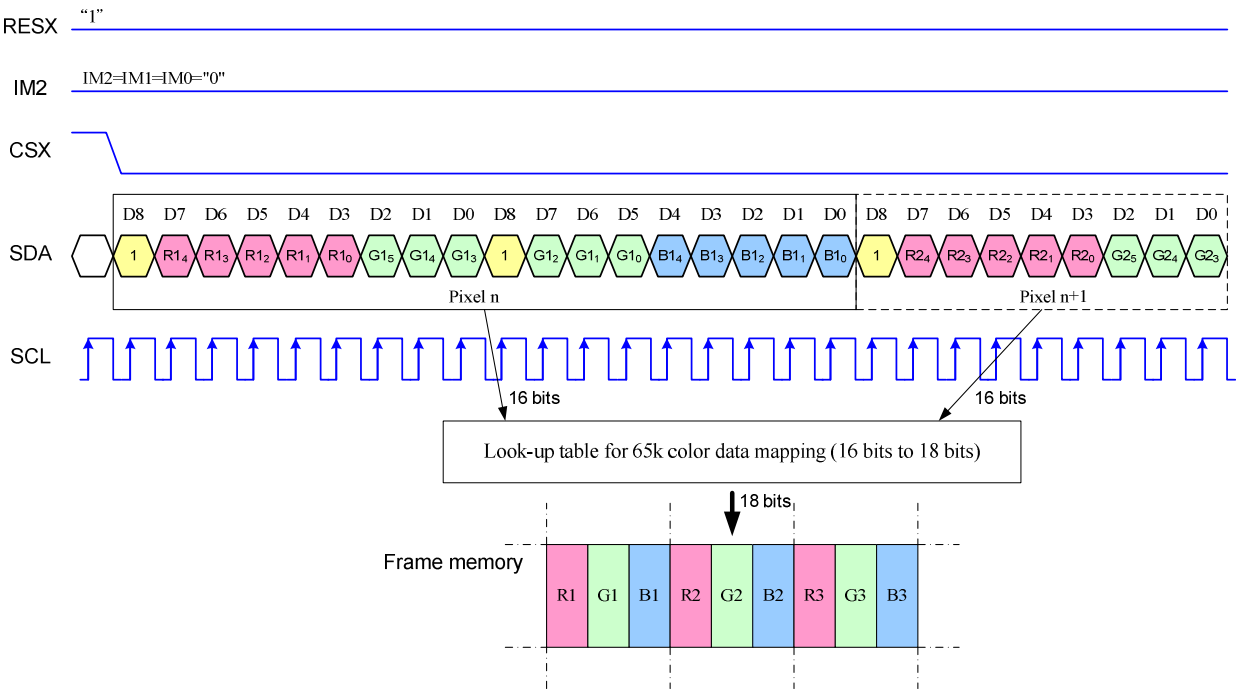 RESX “1”
IM2 IM2=IM1=IM0="0"
CSX
D8 D7 D6 D5 D4 D3 D2 D1 D0 D8 D7 D6 D5 D4 D3 D2 D1 D0 D8 D7 D6 D5 D4 D3 D2 D1 D0
SDA 1 R1₄ R1₃ R1₂ R1₁ R1₀ G1₅ G1₄ G1₃ 1 G1₂ G1₁ G1₀ B1₄ B1₃ B1₂ B1₁ B1₀ 1 R2₄ R2₃ R2₂ R2₁ R2₀ G2₅ G2₄ G2₃
Pixel n Pixel n+1
SCL
16 bits 16 bits
Look-up table for 65k color data mapping (16 bits to 18 bits)
18 bits
Frame memory
R1 G1 B1 R2 G2 B2 R3 G3 B3